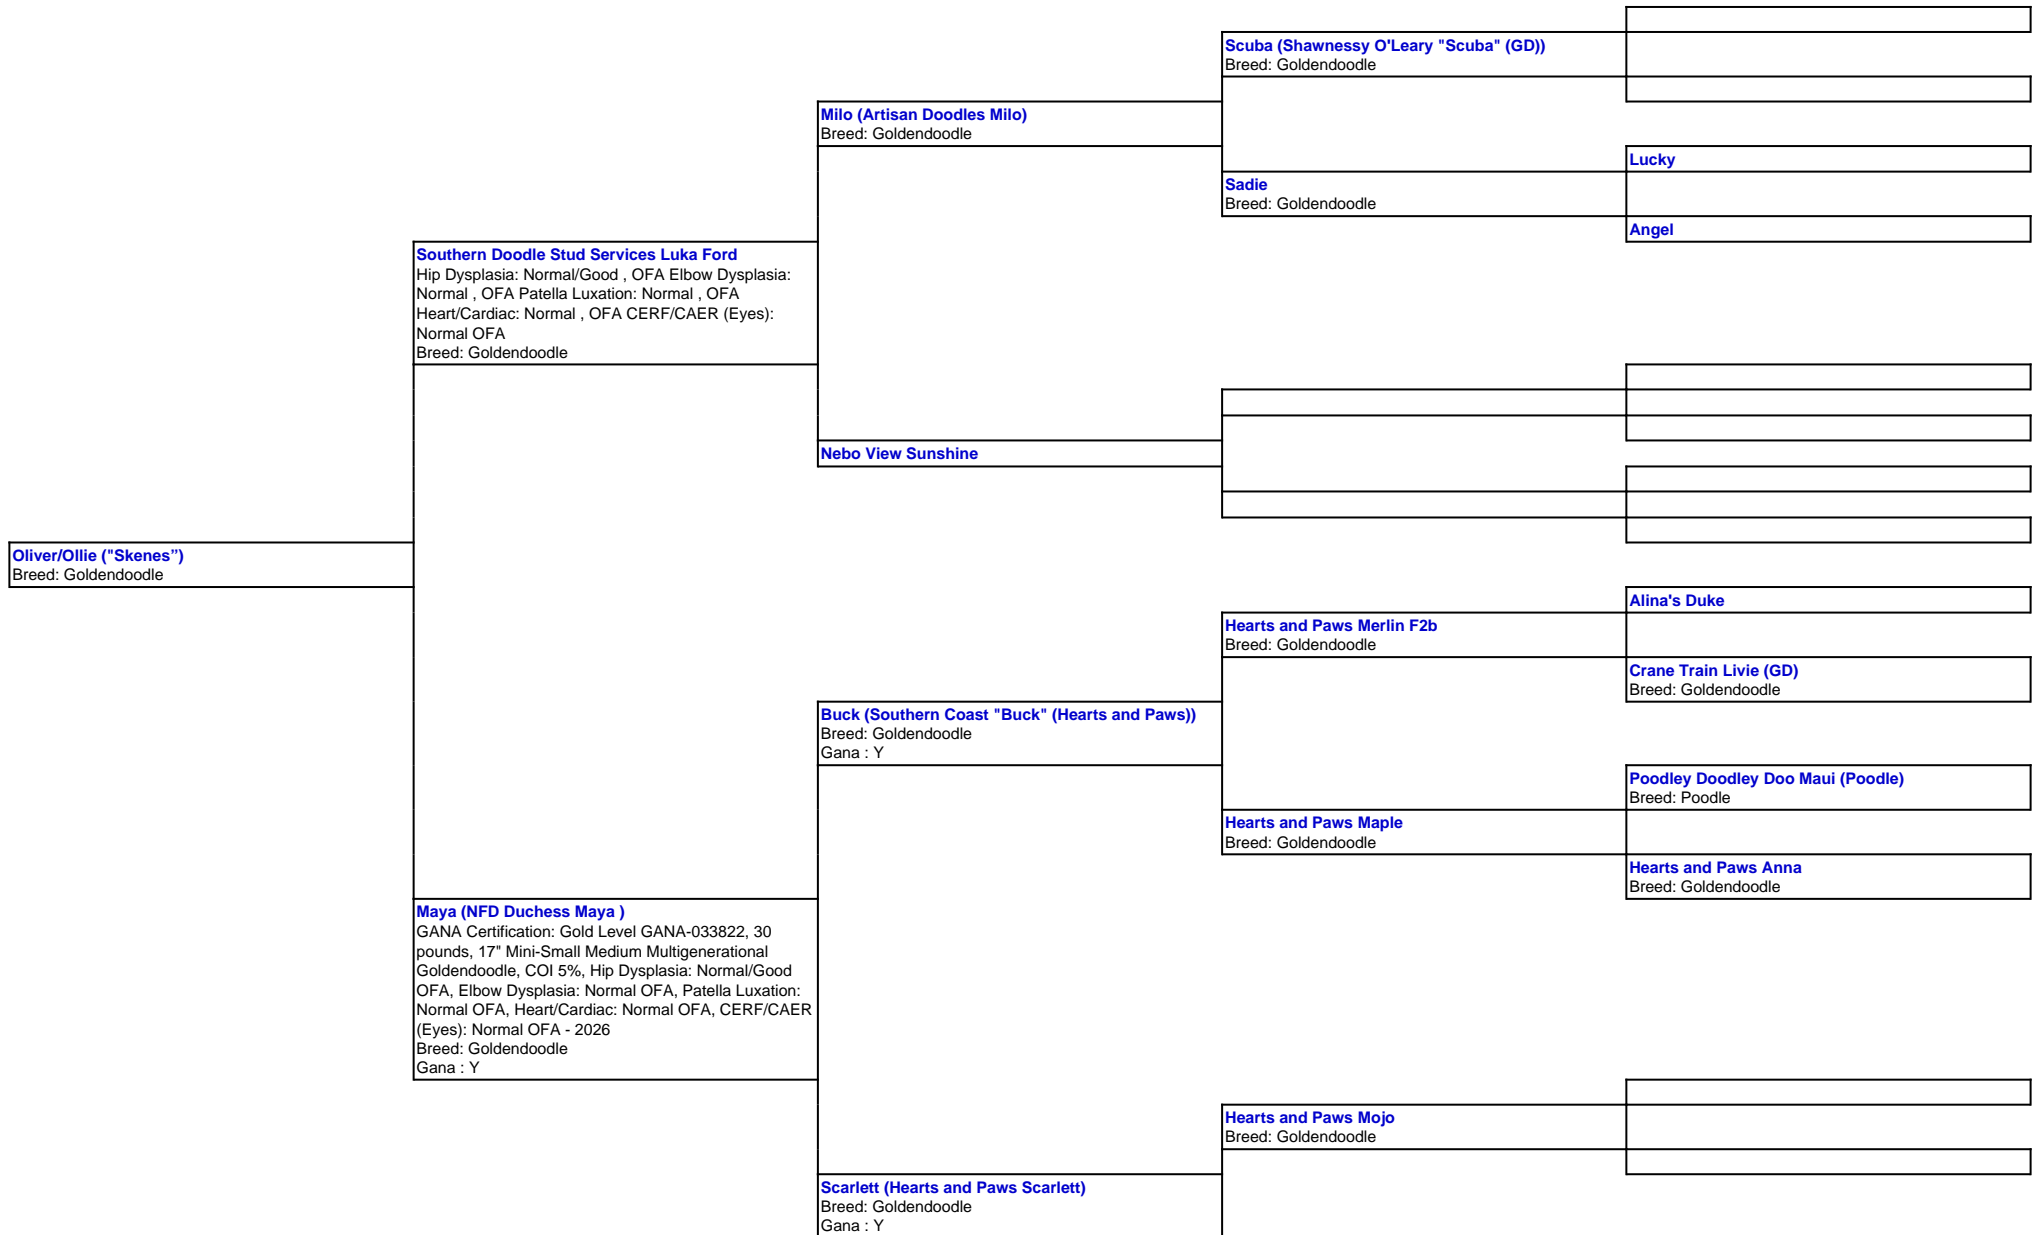 Scuba (Shawnessy O'Leary "Scuba" (GD))
Breed: Goldendoodle
Milo (Artisan Doodles Milo)
Breed: Goldendoodle
Lucky
Sadie
Breed: Goldendoodle
Angel
Southern Doodle Stud Services Luka Ford
Hip Dysplasia: Normal/Good , OFA Elbow Dysplasia:
Normal , OFA Patella Luxation: Normal , OFA
Heart/Cardiac: Normal , OFA CERF/CAER (Eyes):
Normal OFA
Breed: Goldendoodle
Nebo View Sunshine
Oliver/Ollie ("Skenes”)
Breed: Goldendoodle
Alina's Duke
Hearts and Paws Merlin F2b
Breed: Goldendoodle
Crane Train Livie (GD)
Breed: Goldendoodle
Buck (Southern Coast "Buck" (Hearts and Paws))
Breed: Goldendoodle
Gana : Y
Poodley Doodley Doo Maui (Poodle)
Breed: Poodle
Hearts and Paws Maple
Breed: Goldendoodle
Hearts and Paws Anna
Breed: Goldendoodle
Maya (NFD Duchess Maya )
GANA Certification: Gold Level GANA-033822, 30
pounds, 17" Mini-Small Medium Multigenerational
Goldendoodle, COI 5%, Hip Dysplasia: Normal/Good
OFA, Elbow Dysplasia: Normal OFA, Patella Luxation:
Normal OFA, Heart/Cardiac: Normal OFA, CERF/CAER
(Eyes): Normal OFA - 2026
Breed: Goldendoodle
Gana : Y
Hearts and Paws Mojo
Breed: Goldendoodle
Scarlett (Hearts and Paws Scarlett)
Breed: Goldendoodle
Gana : Y